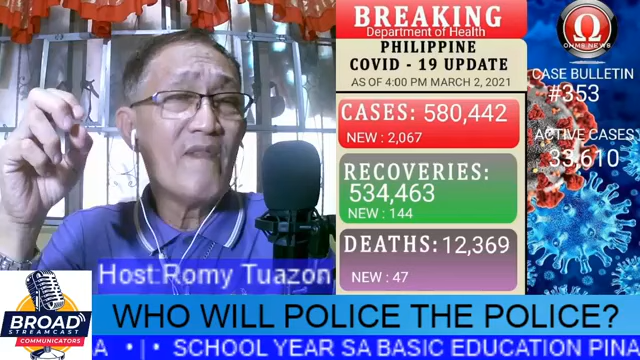 BREAKING
Department of Health
PHILIPPINE
COVID - 19 UPDATE
AS OF 4:00 PM MARCH 2, 2021
CASES: 580,442
NEW : 2,067
RECOVERIES:
534,463
NEW : 144
DEATHS: 12,369
NEW : 47
Ω
OHMS NEWS
CASE BULLETIN
#353
ACTIVE CASES
33,610
Host:Romy Tuazon
BROAD
STREAMCAST
COMMUNICATORS
WHO WILL POLICE THE POLICE?
A • | • SCHOOL YEAR SA BASIC EDUCATION PINA